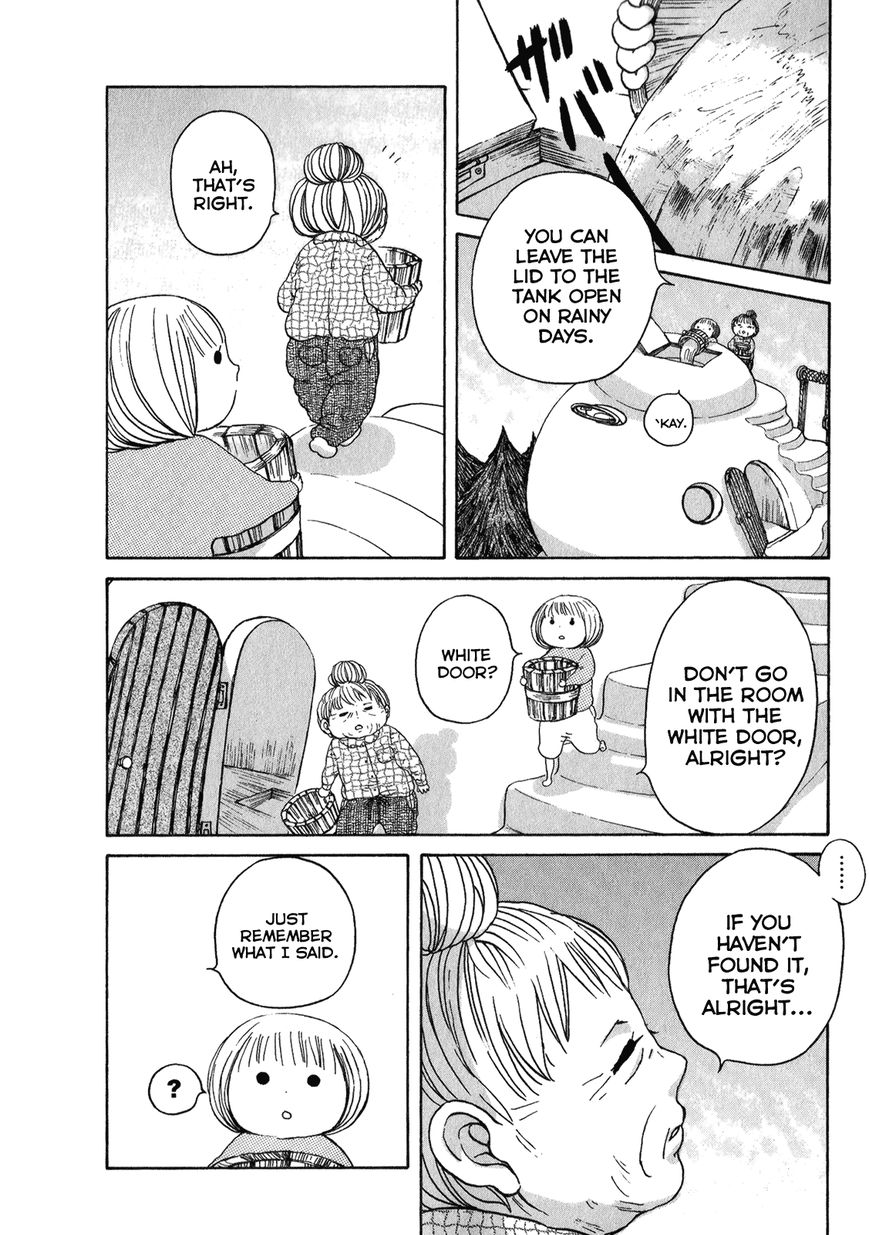 ザバッ
YOU CAN
LEAVE THE
LID TO THE
TANK OPEN
ON RAINY
DAYS.
'KAY.
AH,
THAT'S
RIGHT.
DON'T GO
IN THE ROOM
WITH THE
WHITE DOOR,
ALRIGHT?
WHITE
DOOR?
......
IF YOU
HAVEN'T
FOUND IT,
THAT'S
ALRIGHT...
JUST
REMEMBER
WHAT I SAID.
?